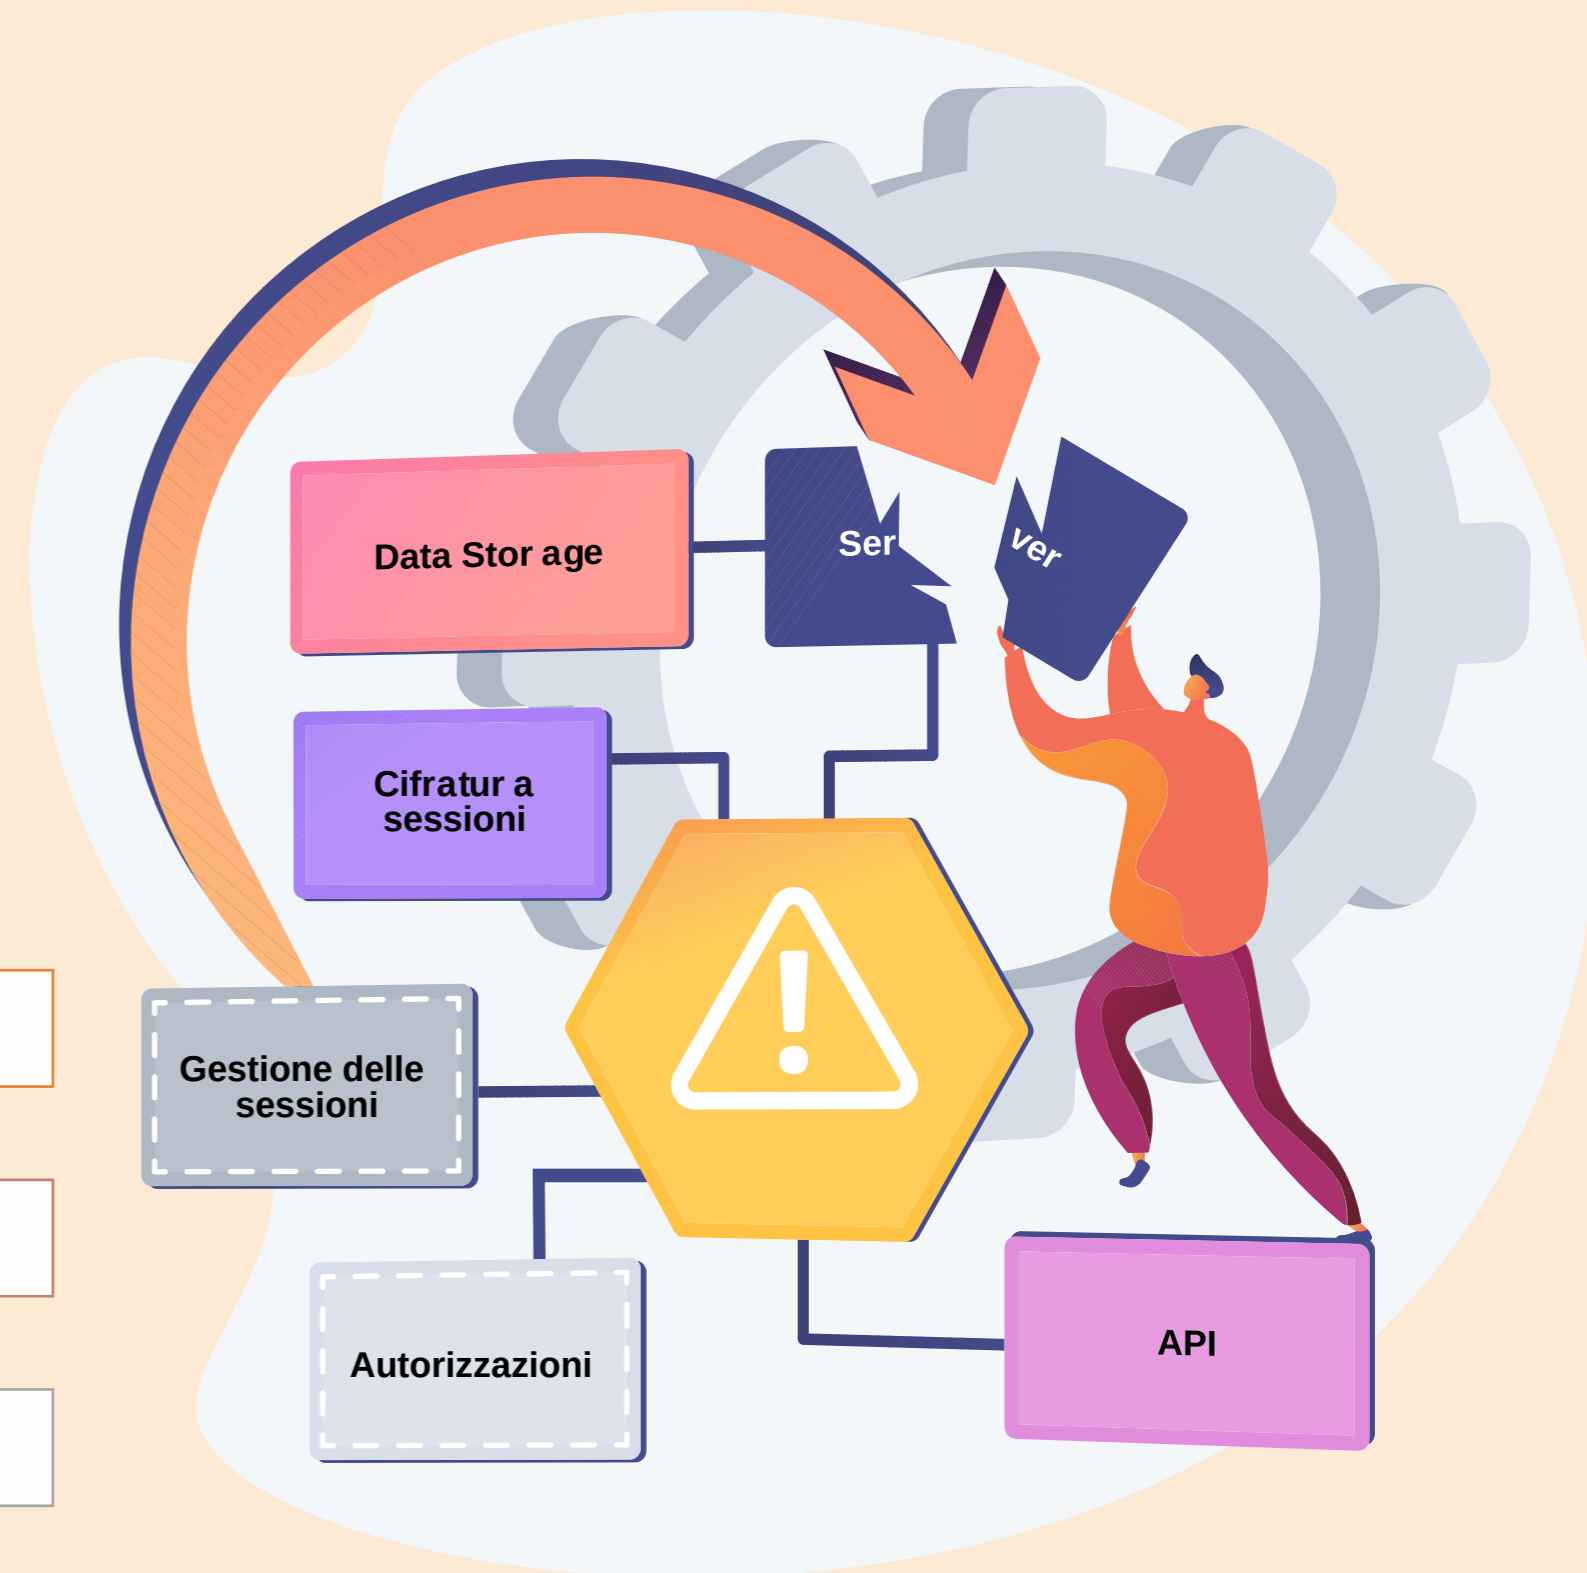 Data Stor age
Ser
ver
Cifratur a
sessioni
Gestione delle
sessioni
Autorizzazioni
API